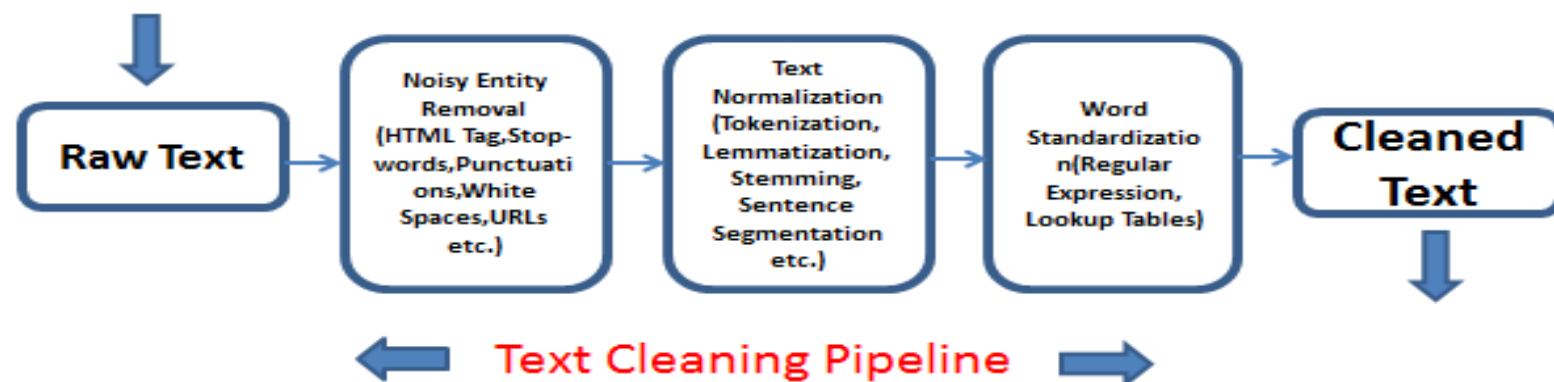 Raw Text
Noisy Entity
Removal
(HTML Tag,Stop-
words,Punctuati
ons,White
Spaces,URLs
etc.)
Text
Normalization
(Tokenization,
Lemmatization,
Stemming,
Sentence
Segmentation
etc.)
Word
Standardizatio
n(Regular
Expression,
Lookup Tables)
Cleaned
Text
Text Cleaning Pipeline